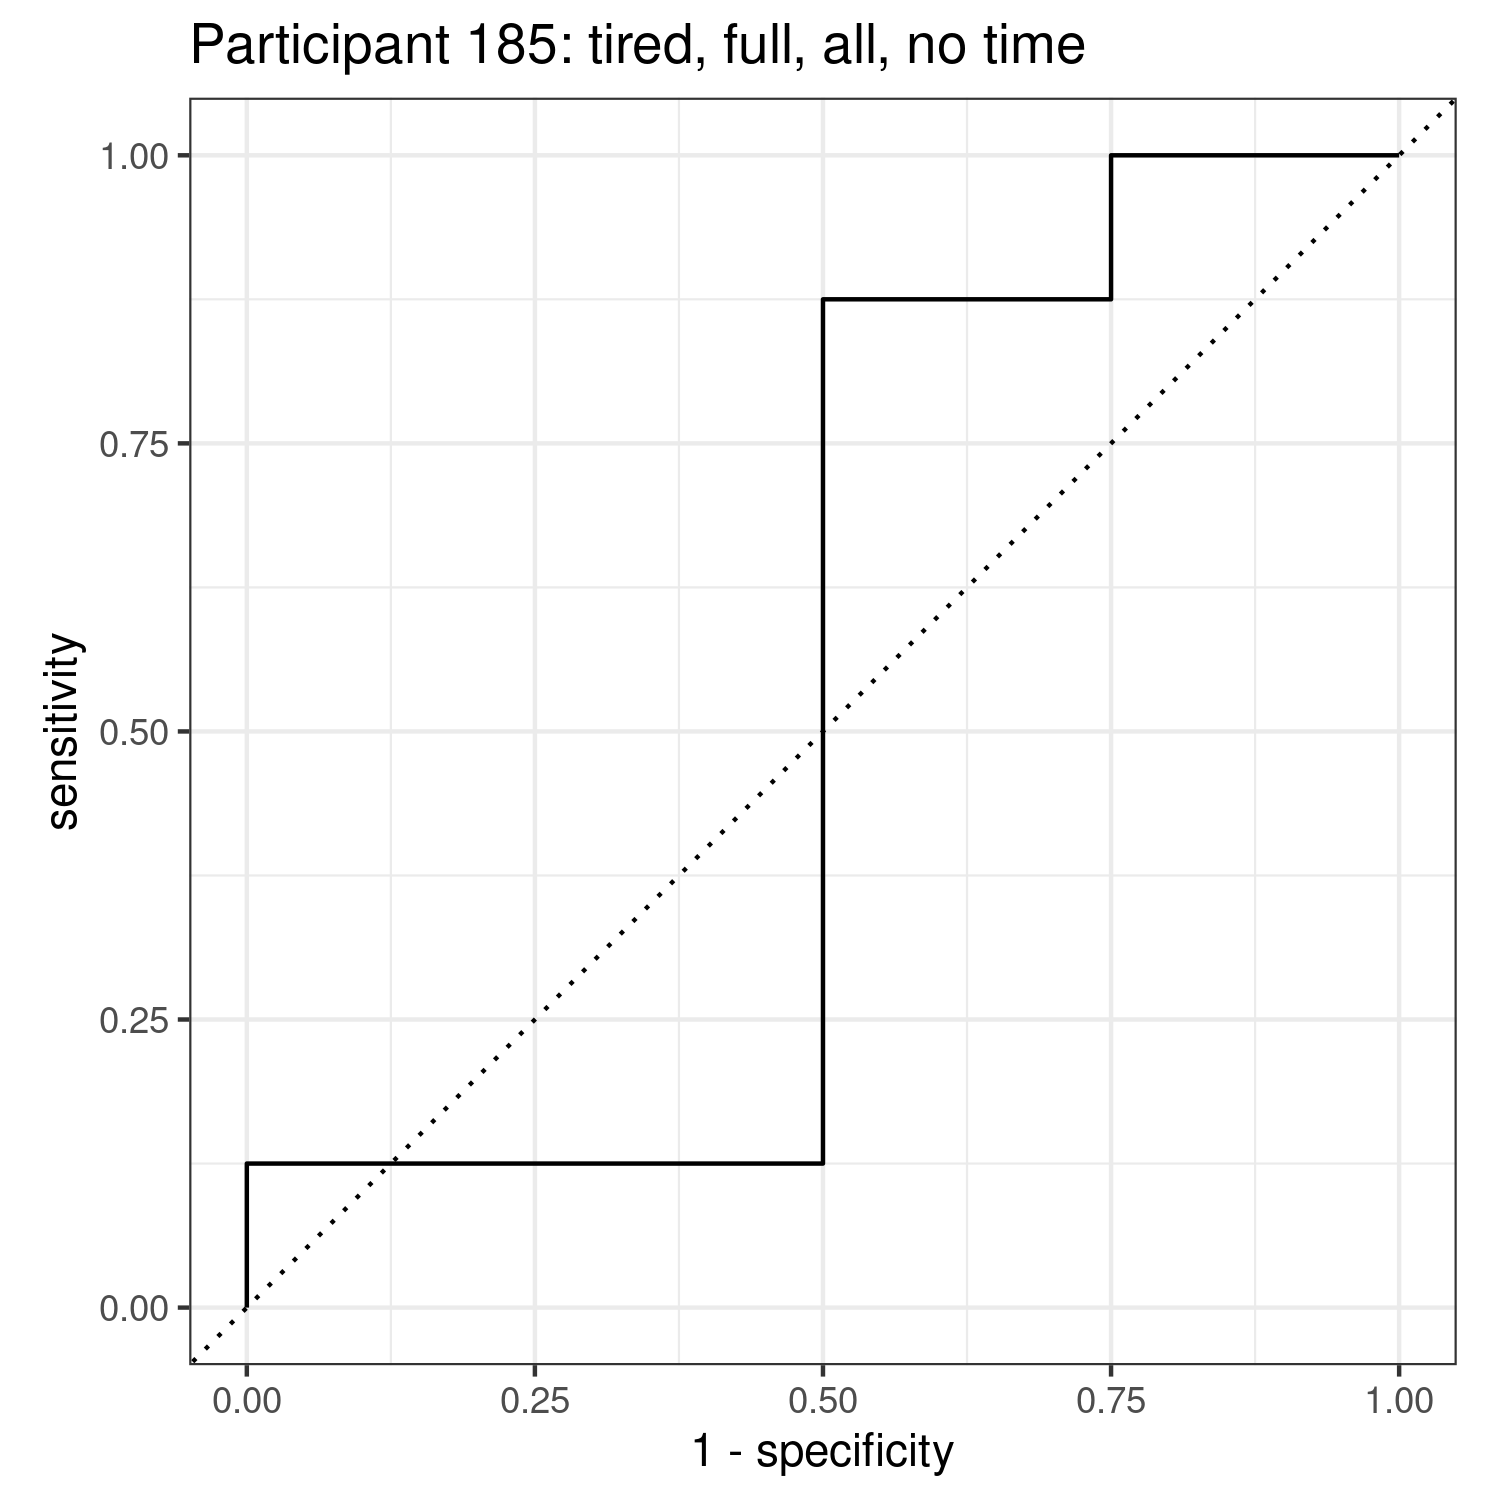 Participant 185: tired, full, all, no time
1.00
0.75
0.50
0.25
0.00
sensitivity
0.00 0.25 0.50 0.75 1.00
1 - specificity